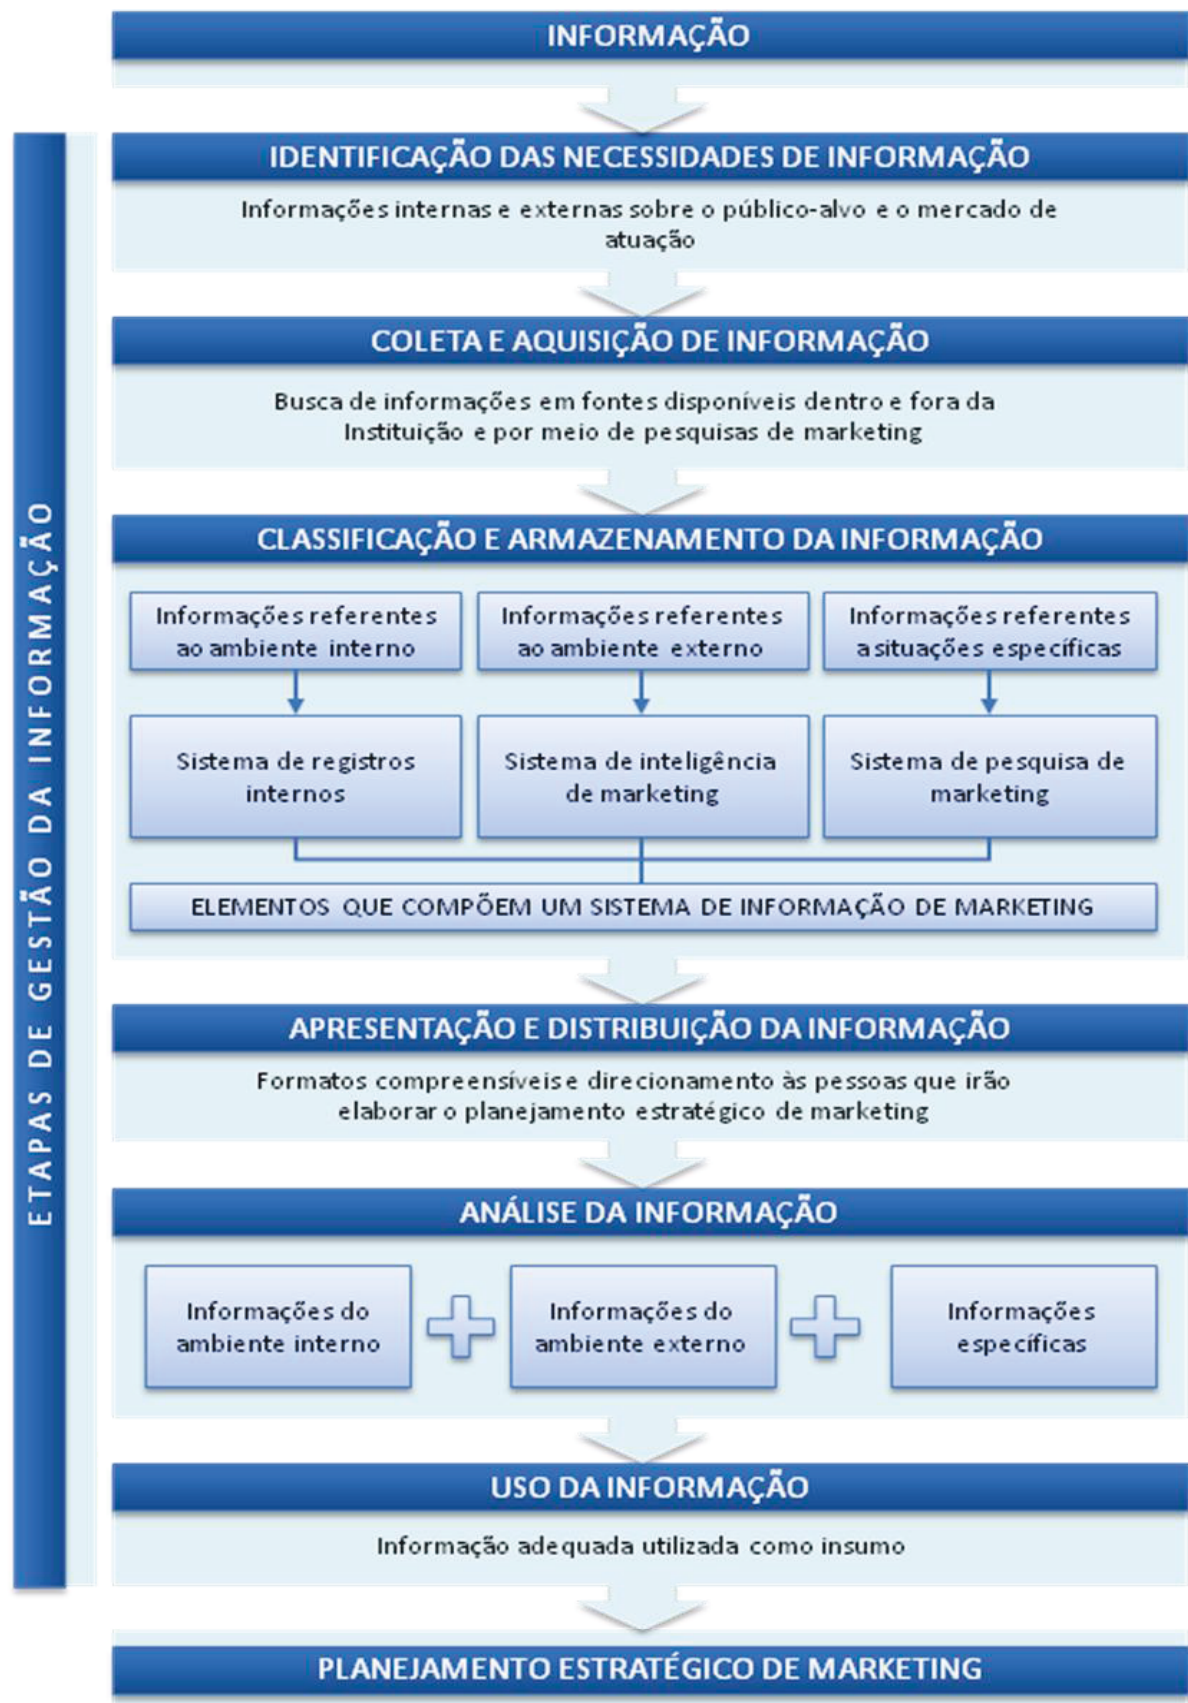 INFORMAÇÃO
ETAPAS DE GESTÃO DA INFORMAÇÃO
IDENTIFICAÇÃO DAS NECESSIDADES DE INFORMAÇÃO
Informações internas e externas sobre o público-alvo e o mercado de
atuação
COLETA E AQUISIÇÃO DE INFORMAÇÃO
Busca de informações em fontes disponíveis dentro e fora da
Instituição e por meio de pesquisas de marketing
CLASSIFICAÇÃO E ARMAZENAMENTO DA INFORMAÇÃO
Informações referentes
ao ambiente interno
Informações referentes
ao ambiente externo
Informações referentes
a situações específicas
Sistema de registros
internos
Sistema de inteligência
de marketing
Sistema de pesquisa de
marketing
ELEMENTOS QUE COMPÕEM UM SISTEMA DE INFORMAÇÃO DE MARKETING
APRESENTAÇÃO E DISTRIBUIÇÃO DA INFORMAÇÃO
Formatos compreensíveis e direcionamento às pessoas que irão
elaborar o planejamento estratégico de marketing
ANÁLISE DA INFORMAÇÃO
Informações do
ambiente interno
Informações do
ambiente externo
Informações
específicas
USO DA INFORMAÇÃO
Informação adequada utilizada como insumo
PLANEJAMENTO ESTRATÉGICO DE MARKETING